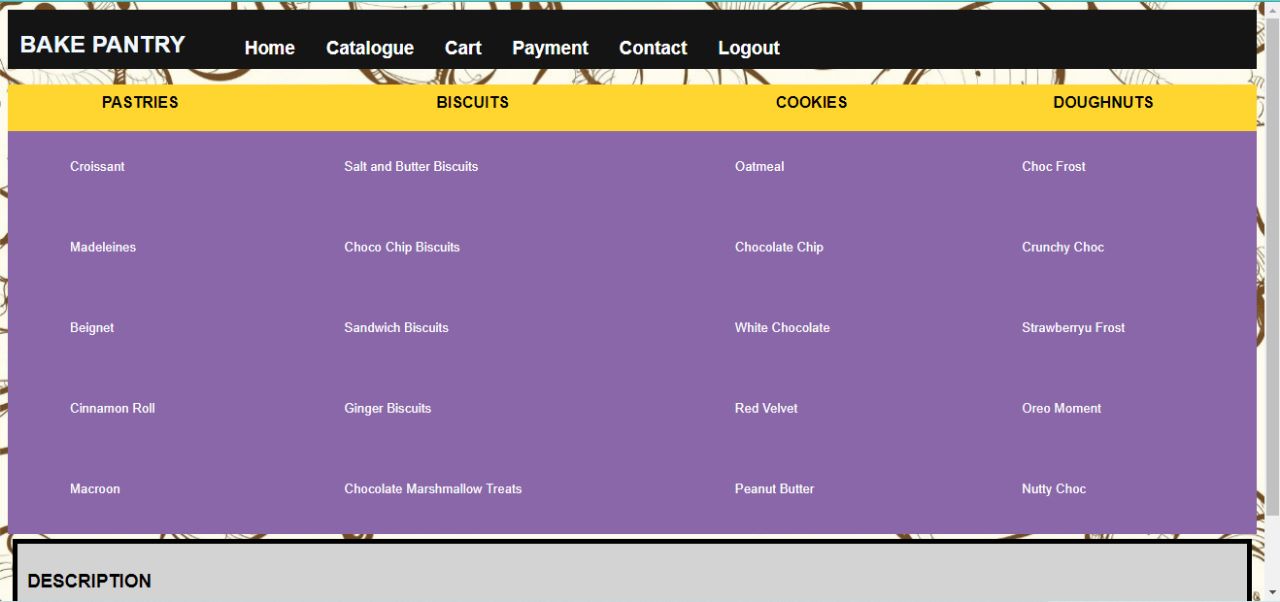 BAKE PANTRY Home Catalogue Cart Payment Contact Logout
PASTRIES BISCUITS COOKIES DOUGHNUTS
Croissant Salt and Butter Biscuits Oatmeal Choc Frost
Madeleines Choco Chip Biscuits Chocolate Chip Crunchy Choc
Beignet Sandwich Biscuits White Chocolate Strawberryu Frost
Cinnamon Roll Ginger Biscuits Red Velvet Oreo Moment
Macroon Chocolate Marshmallow Treats Peanut Butter Nutty Choc
DESCRIPTION